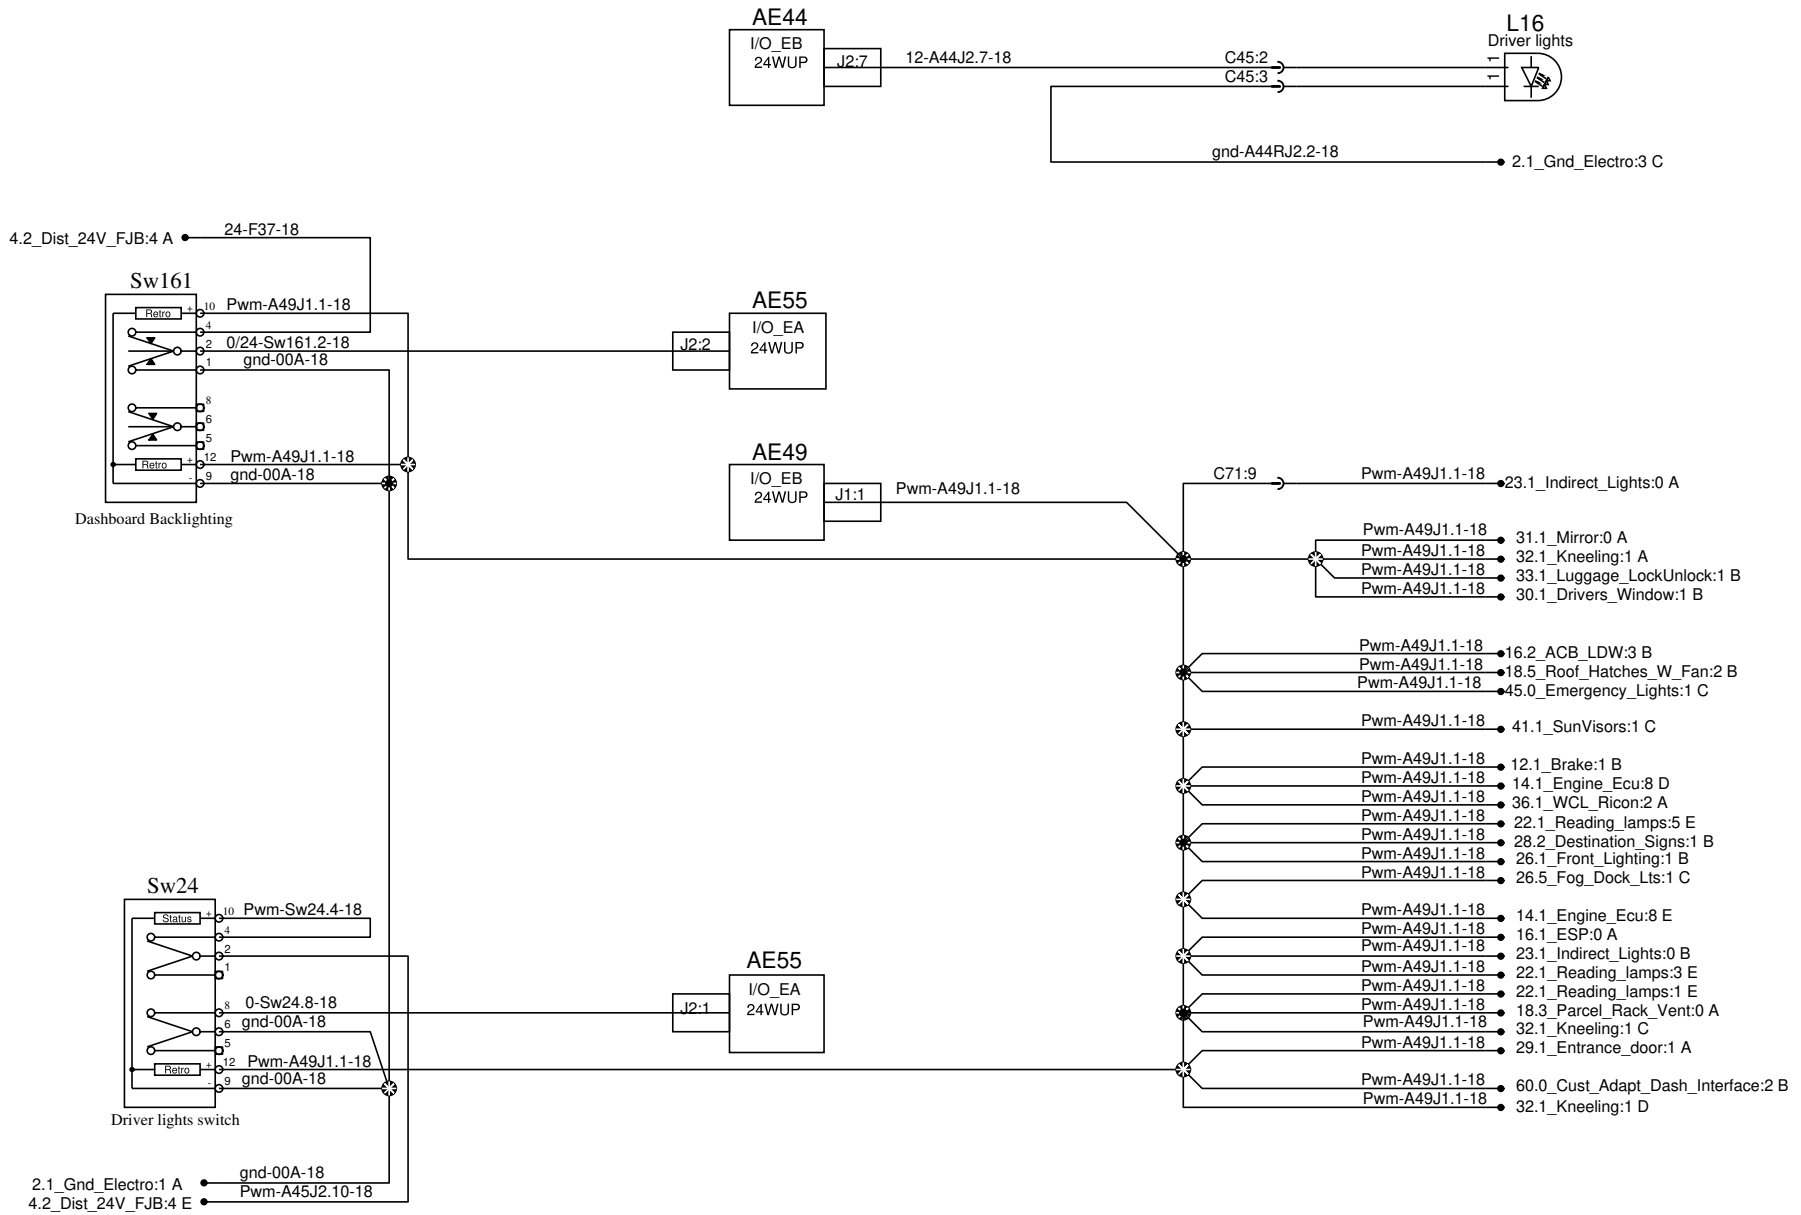 AE44
I/O_EB
24WUP
J2:7
12-A44J2.7-18
C45:2
C45:3
L16
Driver lights
1
1
gnd-A44RJ2.2-18
2.1_Gnd_Electro:3 C
4.2_Dist_24V_FJB:4 A
24-F37-18
Sw161
Retro
+
10
Pwm-A49J1.1-18
4
2
0/24-Sw161.2-18
1
gnd-00A-18
8
6
5
Retro
+
12
Pwm-A49J1.1-18
-
9
gnd-00A-18
Dashboard Backlighting
AE55
I/O_EA
24WUP
J2:2
AE49
I/O_EB
24WUP
J1:1
Pwm-A49J1.1-18
C71:9
Pwm-A49J1.1-18
23.1_Indirect_Lights:0 A
Pwm-A49J1.1-18
31.1_Mirror:0 A
Pwm-A49J1.1-18
32.1_Kneeling:1 A
Pwm-A49J1.1-18
33.1_Luggage_LockUnlock:1 B
Pwm-A49J1.1-18
30.1_Drivers_Window:1 B
Pwm-A49J1.1-18
16.2_ACB_LDW:3 B
Pwm-A49J1.1-18
18.5_Roof_Hatches_W_Fan:2 B
Pwm-A49J1.1-18
45.0_Emergency_Lights:1 C
Pwm-A49J1.1-18
41.1_SunVisors:1 C
Pwm-A49J1.1-18
12.1_Brake:1 B
Pwm-A49J1.1-18
14.1_Engine_Ecu:8 D
Pwm-A49J1.1-18
36.1_WCL_Ricon:2 A
Pwm-A49J1.1-18
22.1_Reading_lamps:5 E
Pwm-A49J1.1-18
28.2_Destination_Signs:1 B
Pwm-A49J1.1-18
26.1_Front_Lighting:1 B
Pwm-A49J1.1-18
26.5_Fog_Dock_Lts:1 C
Pwm-A49J1.1-18
14.1_Engine_Ecu:8 E
Pwm-A49J1.1-18
16.1_ESP:0 A
Pwm-A49J1.1-18
23.1_Indirect_Lights:0 B
Pwm-A49J1.1-18
22.1_Reading_lamps:3 E
Pwm-A49J1.1-18
22.1_Reading_lamps:1 E
Pwm-A49J1.1-18
18.3_Parcel_Rack_Vent:0 A
Pwm-A49J1.1-18
32.1_Kneeling:1 C
Pwm-A49J1.1-18
29.1_Entrance_door:1 A
Pwm-A49J1.1-18
60.0_Cust_Adapt_Dash_Interface:2 B
Pwm-A49J1.1-18
32.1_Kneeling:1 D
Sw24
Status
+
10
Pwm-Sw24.4-18
4
2
1
8
0-Sw24.8-18
6
gnd-00A-18
5
Retro
+
12
Pwm-A49J1.1-18
-
9
gnd-00A-18
Driver lights switch
AE55
I/O_EA
24WUP
J2:1
2.1_Gnd_Electro:1 A
gnd-00A-18
4.2_Dist_24V_FJB:4 E
Pwm-A45J2.10-18